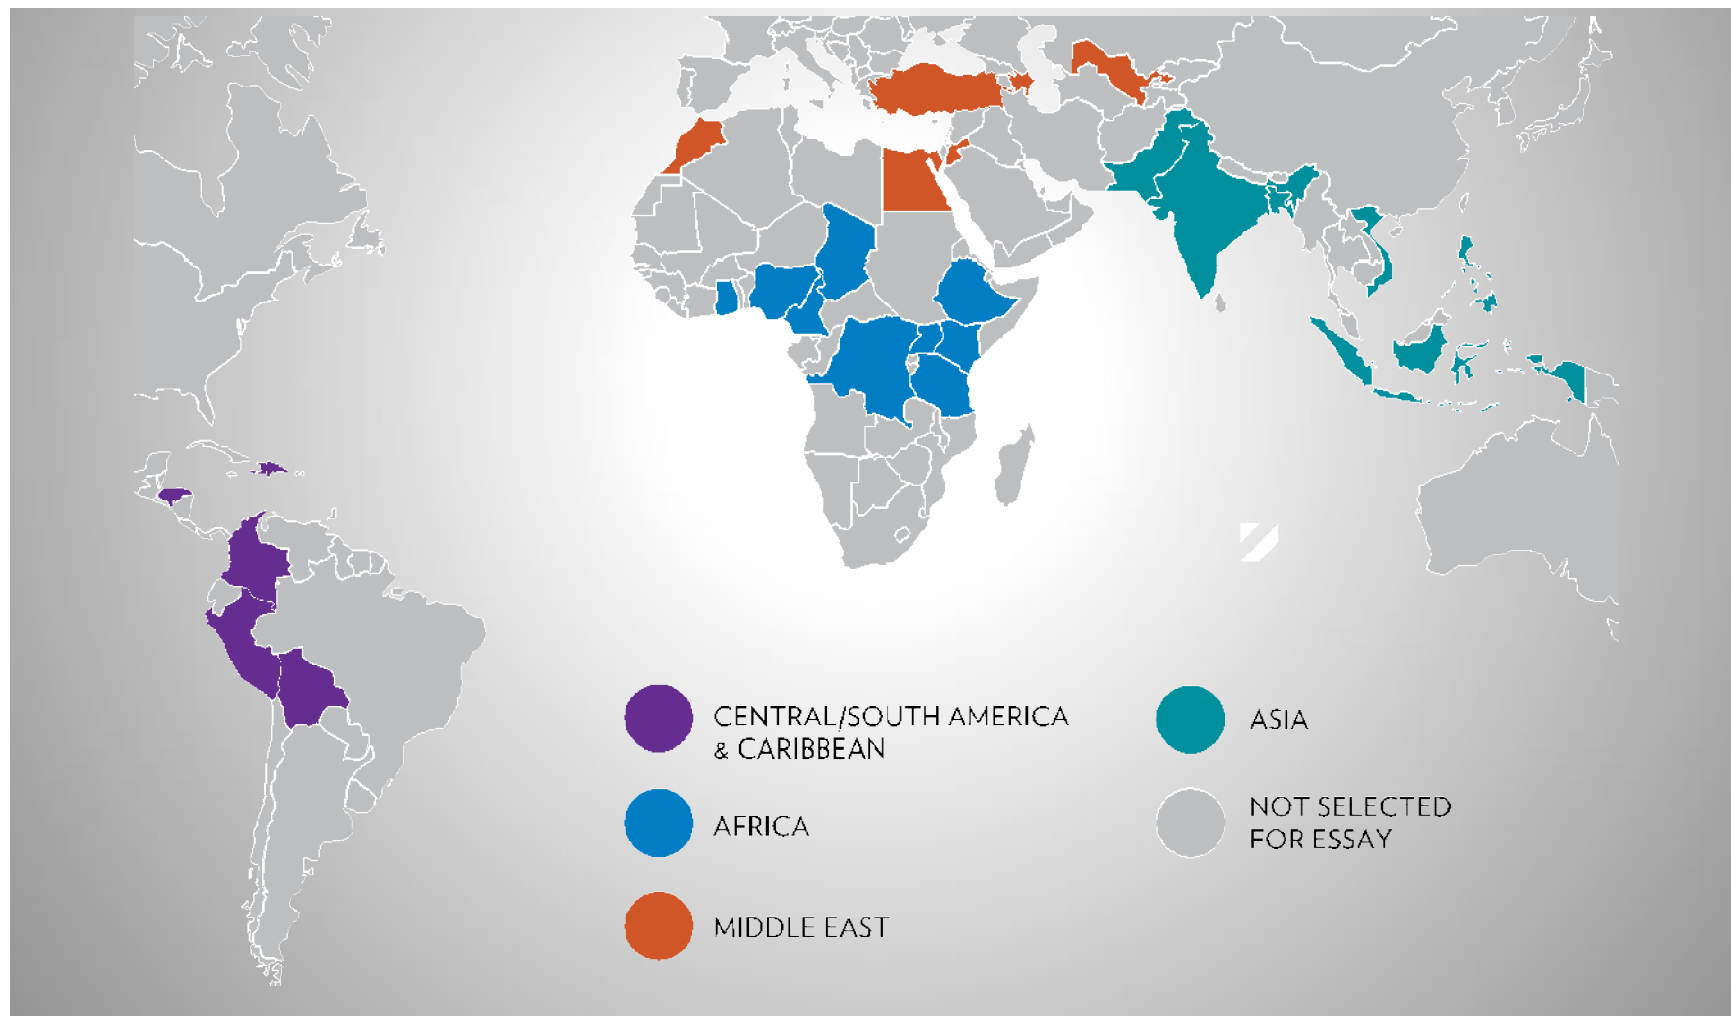 CENTRAL/SOUTH AMERICA
& CARIBBEAN
AFRICA
MIDDLE EAST
ASIA
NOT SELECTED
FOR ESSAY